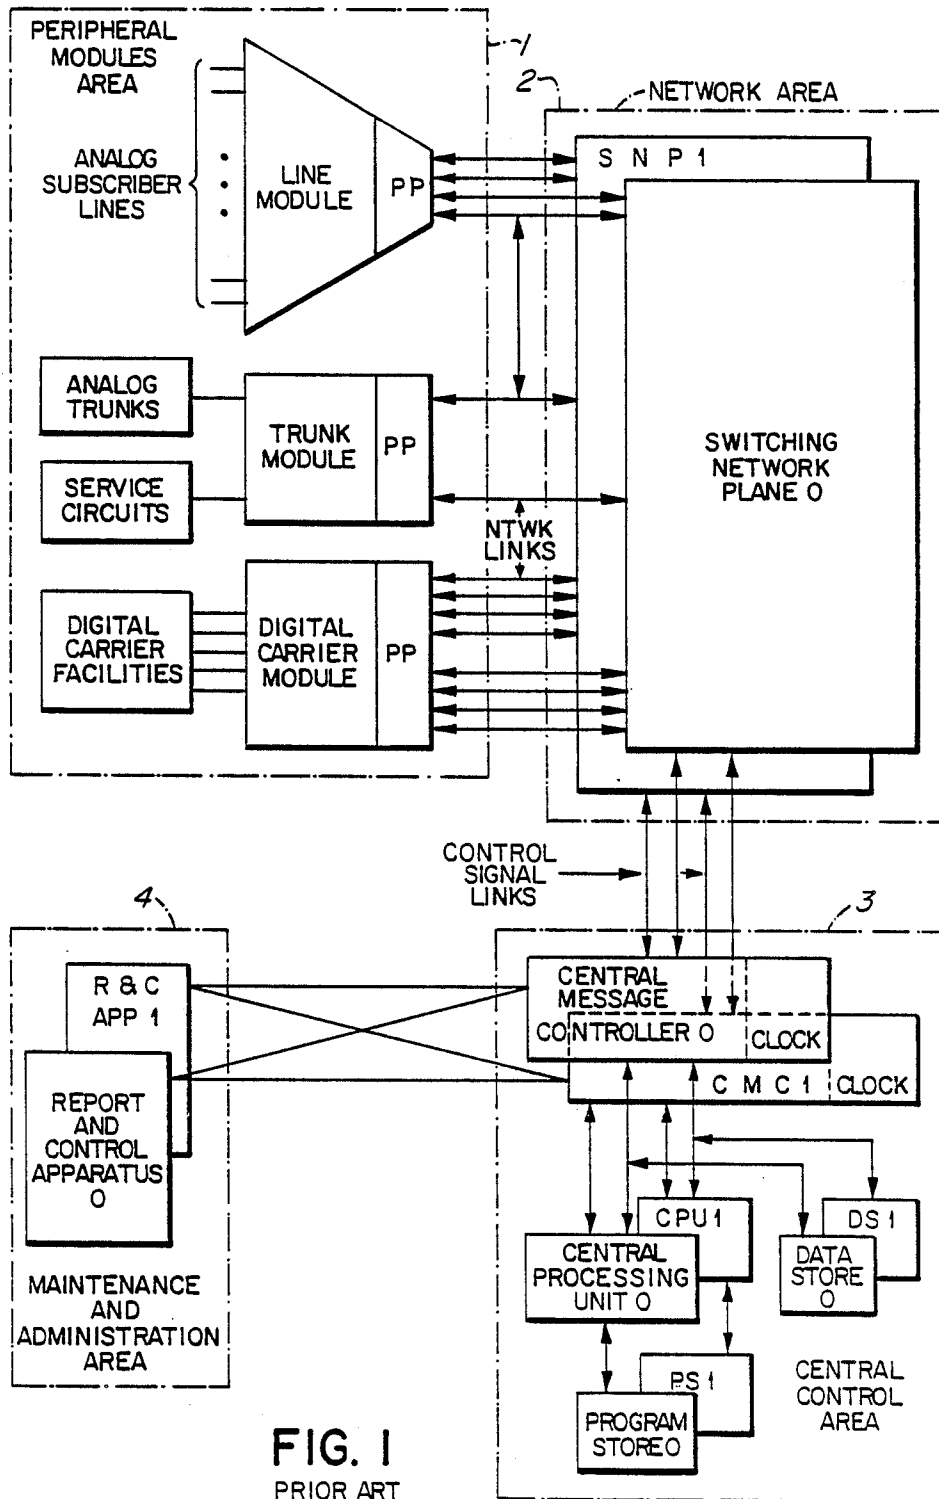 PERIPHERAL
MODULES
AREA
1
ANALOG
SUBSCRIBER
LINES
LINE
MODULE
PP
2
NETWORK AREA
S N P 1
SWITCHING
NETWORK
PLANE 0
ANALOG
TRUNKS
SERVICE
CIRCUITS
TRUNK
MODULE
PP
NTWK
LINKS
DIGITAL
CARRIER
FACILITIES
DIGITAL
CARRIER
MODULE
PP
CONTROL
SIGNAL
LINKS
4
R & C
APP 1
REPORT
AND
CONTROL
APPARATUS
0
MAINTENANCE
AND
ADMINISTRATION
AREA
3
CENTRAL
MESSAGE
CONTROLLER 0
CLOCK
C M C 1
CLOCK
CPU 1
CENTRAL
PROCESSING
UNIT 0
DS 1
DATA
STORE
0
PS 1
PROGRAM
STORE 0
CENTRAL
CONTROL
AREA
FIG. 1
PRIOR ART